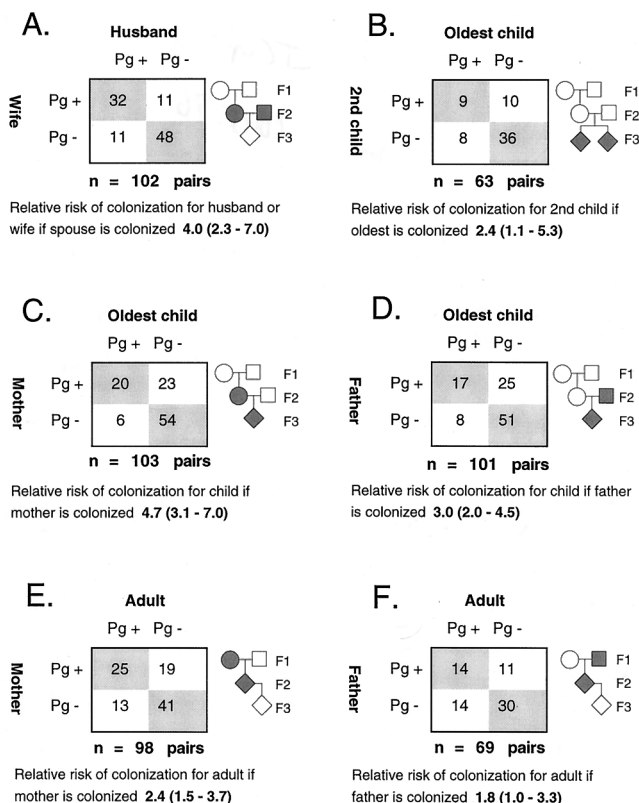 A.
Husband
Pg + Pg -
Wife
Pg + 32 11
Pg - 11 48
F1
F2
F3
n = 102 pairs
Relative risk of colonization for husband or
wife if spouse is colonized 4.0 (2.3 - 7.0)
B.
Oldest child
Pg + Pg -
2nd child
Pg + 9 10
Pg - 8 36
F1
F2
F3
n = 63 pairs
Relative risk of colonization for 2nd child if
oldest is colonized 2.4 (1.1 - 5.3)
C.
Oldest child
Pg + Pg -
Mother
Pg + 20 23
Pg - 6 54
F1
F2
F3
n = 103 pairs
Relative risk of colonization for child if
mother is colonized 4.7 (3.1 - 7.0)
D.
Oldest child
Pg + Pg -
Father
Pg + 17 25
Pg - 8 51
F1
F2
F3
n = 101 pairs
Relative risk of colonization for child if father
is colonized 3.0 (2.0 - 4.5)
E.
Adult
Pg + Pg -
Mother
Pg + 25 19
Pg - 13 41
F1
F2
F3
n = 98 pairs
Relative risk of colonization for adult if
mother is colonized 2.4 (1.5 - 3.7)
F.
Adult
Pg + Pg -
Father
Pg + 14 11
Pg - 14 30
F1
F2
F3
n = 69 pairs
Relative risk of colonization for adult if
father is colonized 1.8 (1.0 - 3.3)